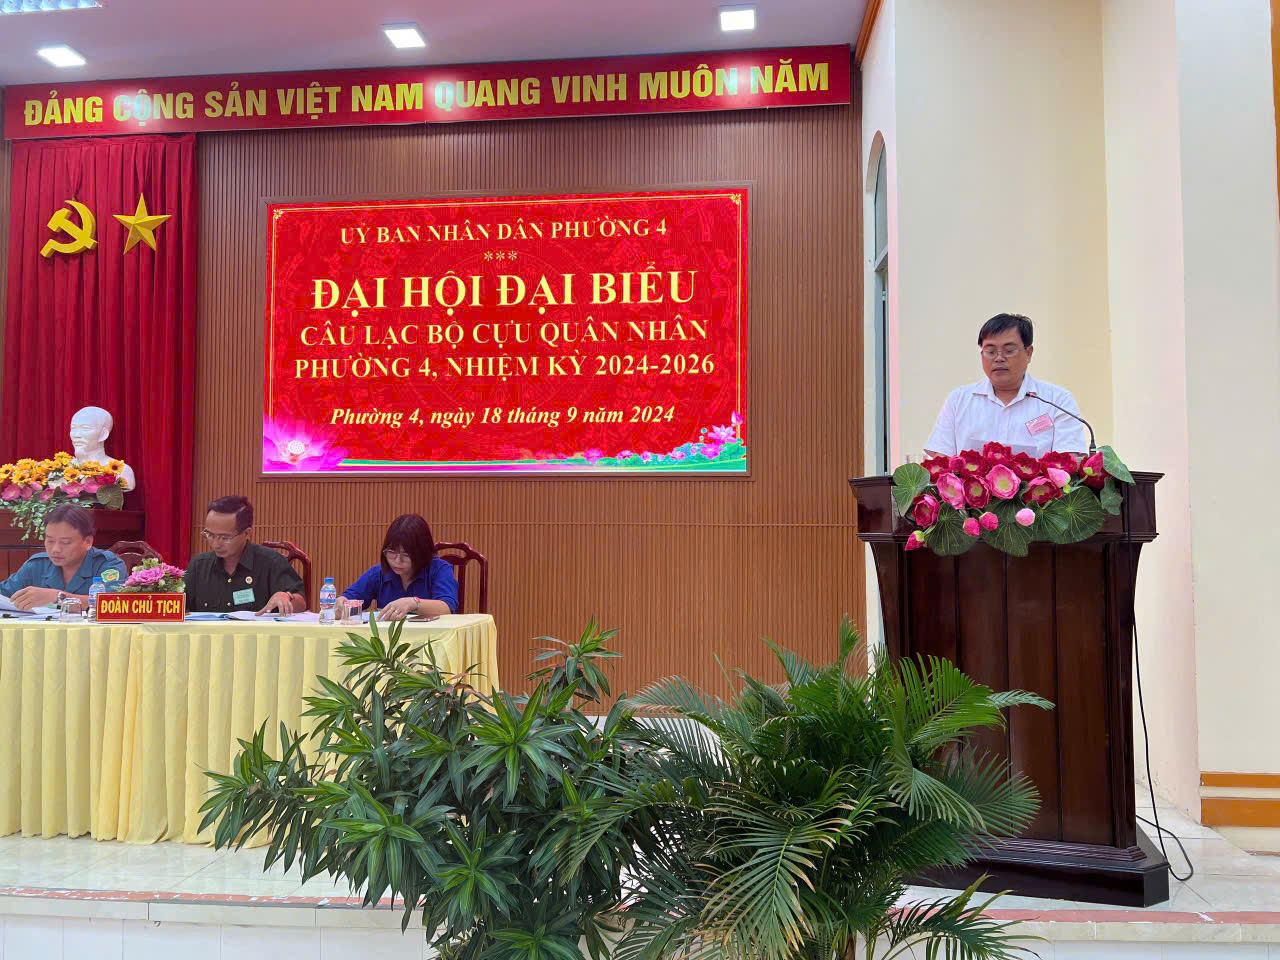 ĐẢNG CỘNG SẢN VIỆT NAM QUANG VINH MUÔN NĂM
UỶ BAN NHÂN DÂN PHƯỜNG 4
***
ĐẠI HỘI ĐẠI BIỂU
CÂU LẠC BỘ CỰU QUÂN NHÂN
PHƯỜNG 4, NHIỆM KỲ 2024-2026
Phường 4, ngày 18 tháng 9 năm 2024
ĐOÀN CHỦ TỊCH